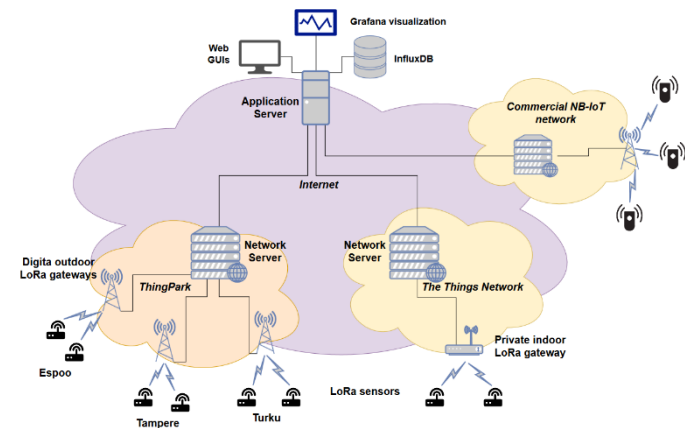 Grafana visualization
Web
GUIs
InfluxDB
Application
Server
Commercial NB-IoT
network
Internet
Digita outdoor
LoRa gateways
Network
Server
ThingPark
Network
Server
The Things Network
Private indoor
LoRa gateway
Espoo
LoRa sensors
Tampere
Turku